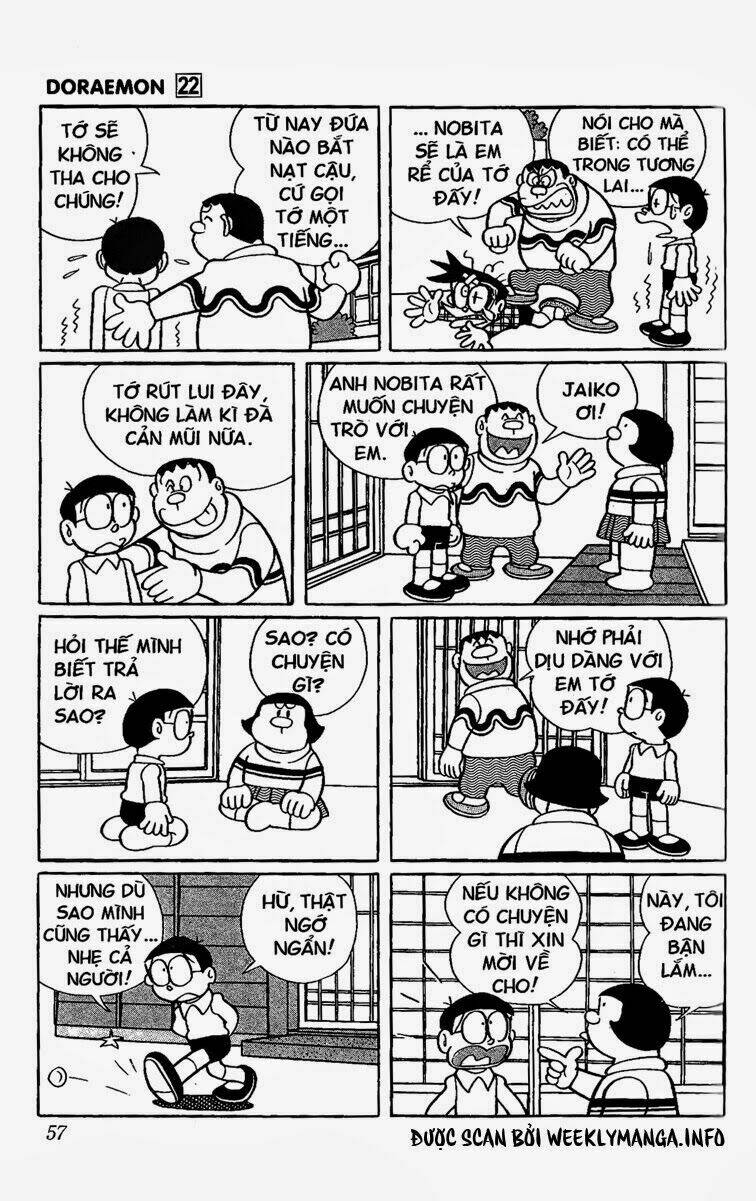 DORAEMON 22
NÓI CHO MÀ
BIẾT: CÓ THỂ
TRONG TƯƠNG
LAI...
... NOBITA
SẼ LÀ EM
RỂ CỦA TỚ
ĐẤY!
TỪ NAY ĐỨA
NÀO BẮT
NẠT CẬU,
CỨ GỌI
TỚ MỘT
TIẾNG...
TỚ SẼ
KHÔNG
THA CHO
CHÚNG!
JAIKO
ƠI!
ANH NOBITA RẤT
MUỐN CHUYỆN
TRÒ VỚI
EM.
TỚ RÚT LUI ĐÂY,
KHÔNG LÀM KÌ ĐÀ
CẢN MŨI NỮA.
NHỚ PHẢI
DỊU DÀNG VỚI
EM TỚ
ĐẤY!
SAO? CÓ
CHUYỆN
GÌ?
HỎI THẾ MÌNH
BIẾT TRẢ
LỜI RA
SAO?
NÀY, TÔI
ĐANG
BẬN
LẮM...
NẾU KHÔNG
CÓ CHUYỆN
GÌ THÌ XIN
MỜI VỀ
CHO!
HỪ, THẬT
NGỚ
NGẨN!
NHƯNG DÙ
SAO MÌNH
CŨNG THẤY...
NHẸ CẢ
NGƯỜI!
57
ĐƯỢC SCAN BỞI WEEKLYMANGA.INFO